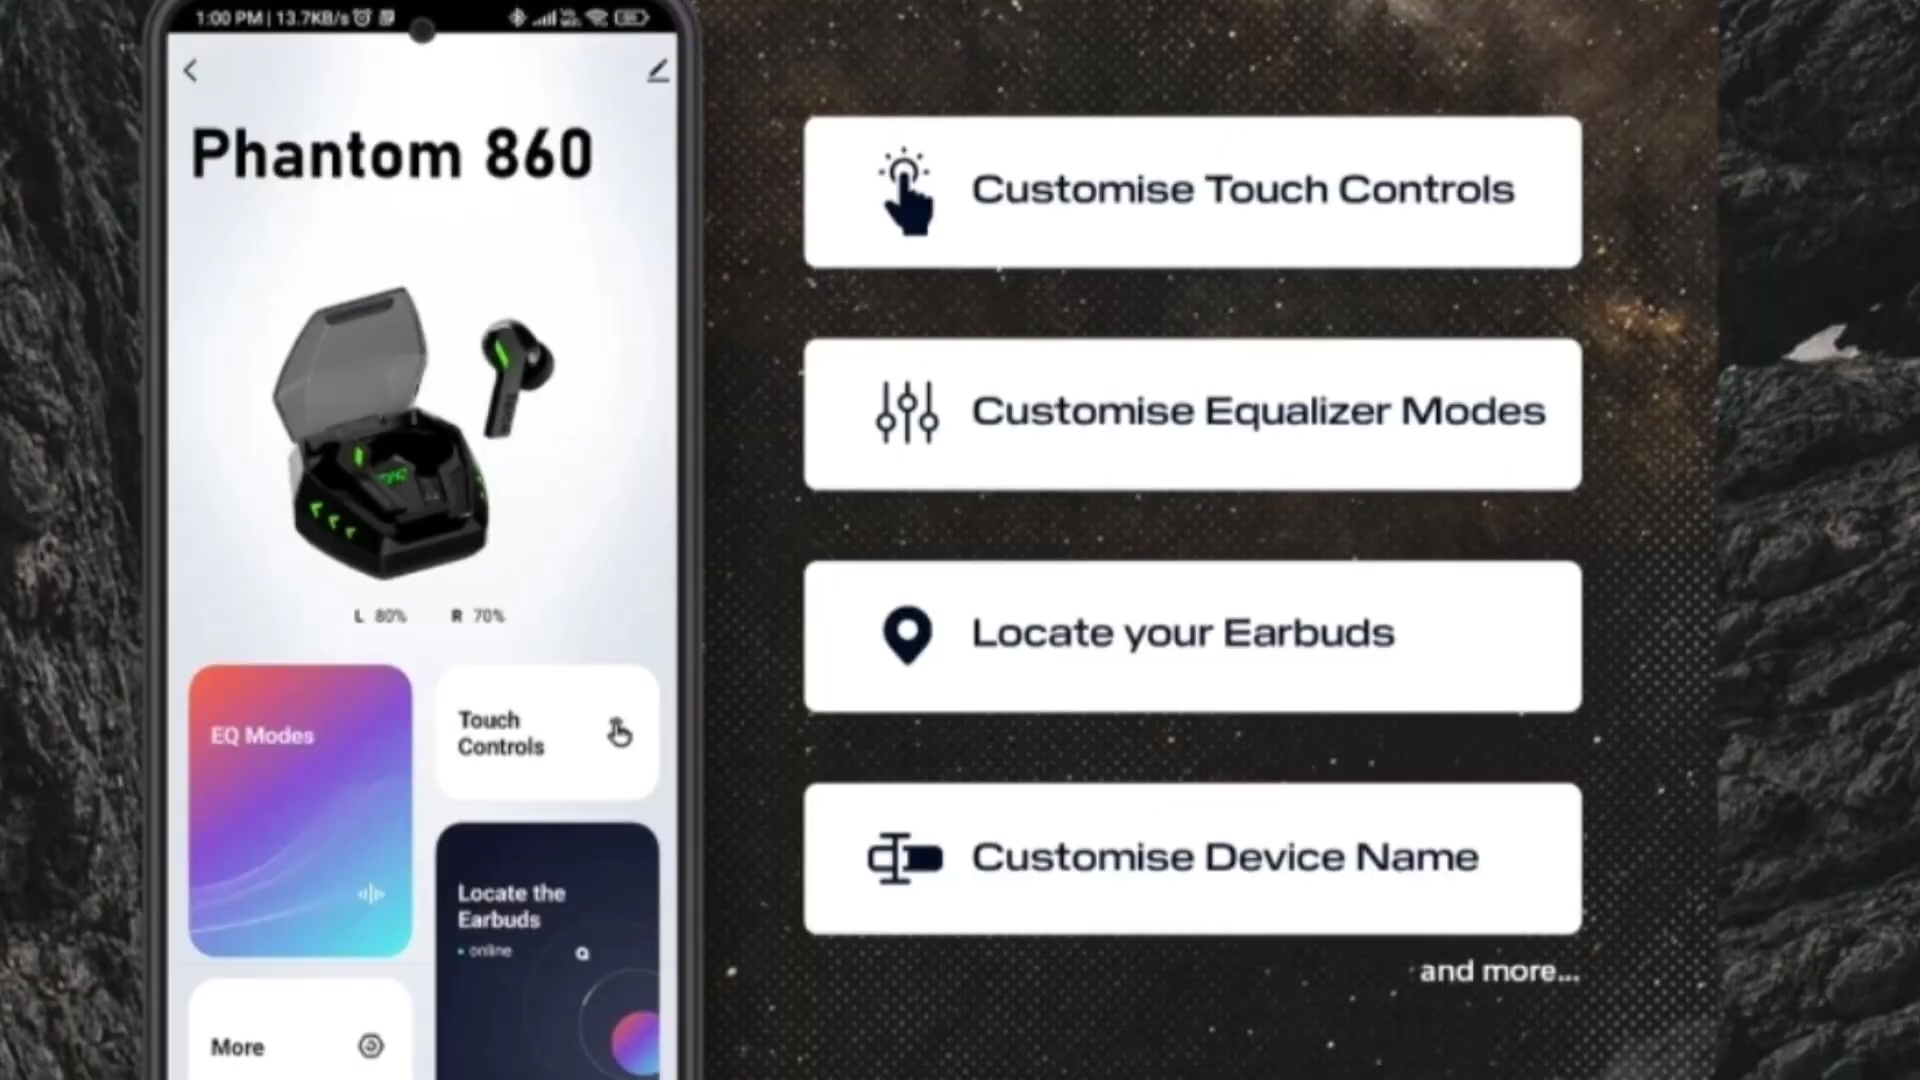 1:00 PM | 13.7KB/s
Phantom 860
L 80% R 70%
EQ Modes
Touch
Controls
Locate the
Earbuds
• online
More
Customise Touch Controls
Customise Equalizer Modes
Locate your Earbuds
Customise Device Name
and more...